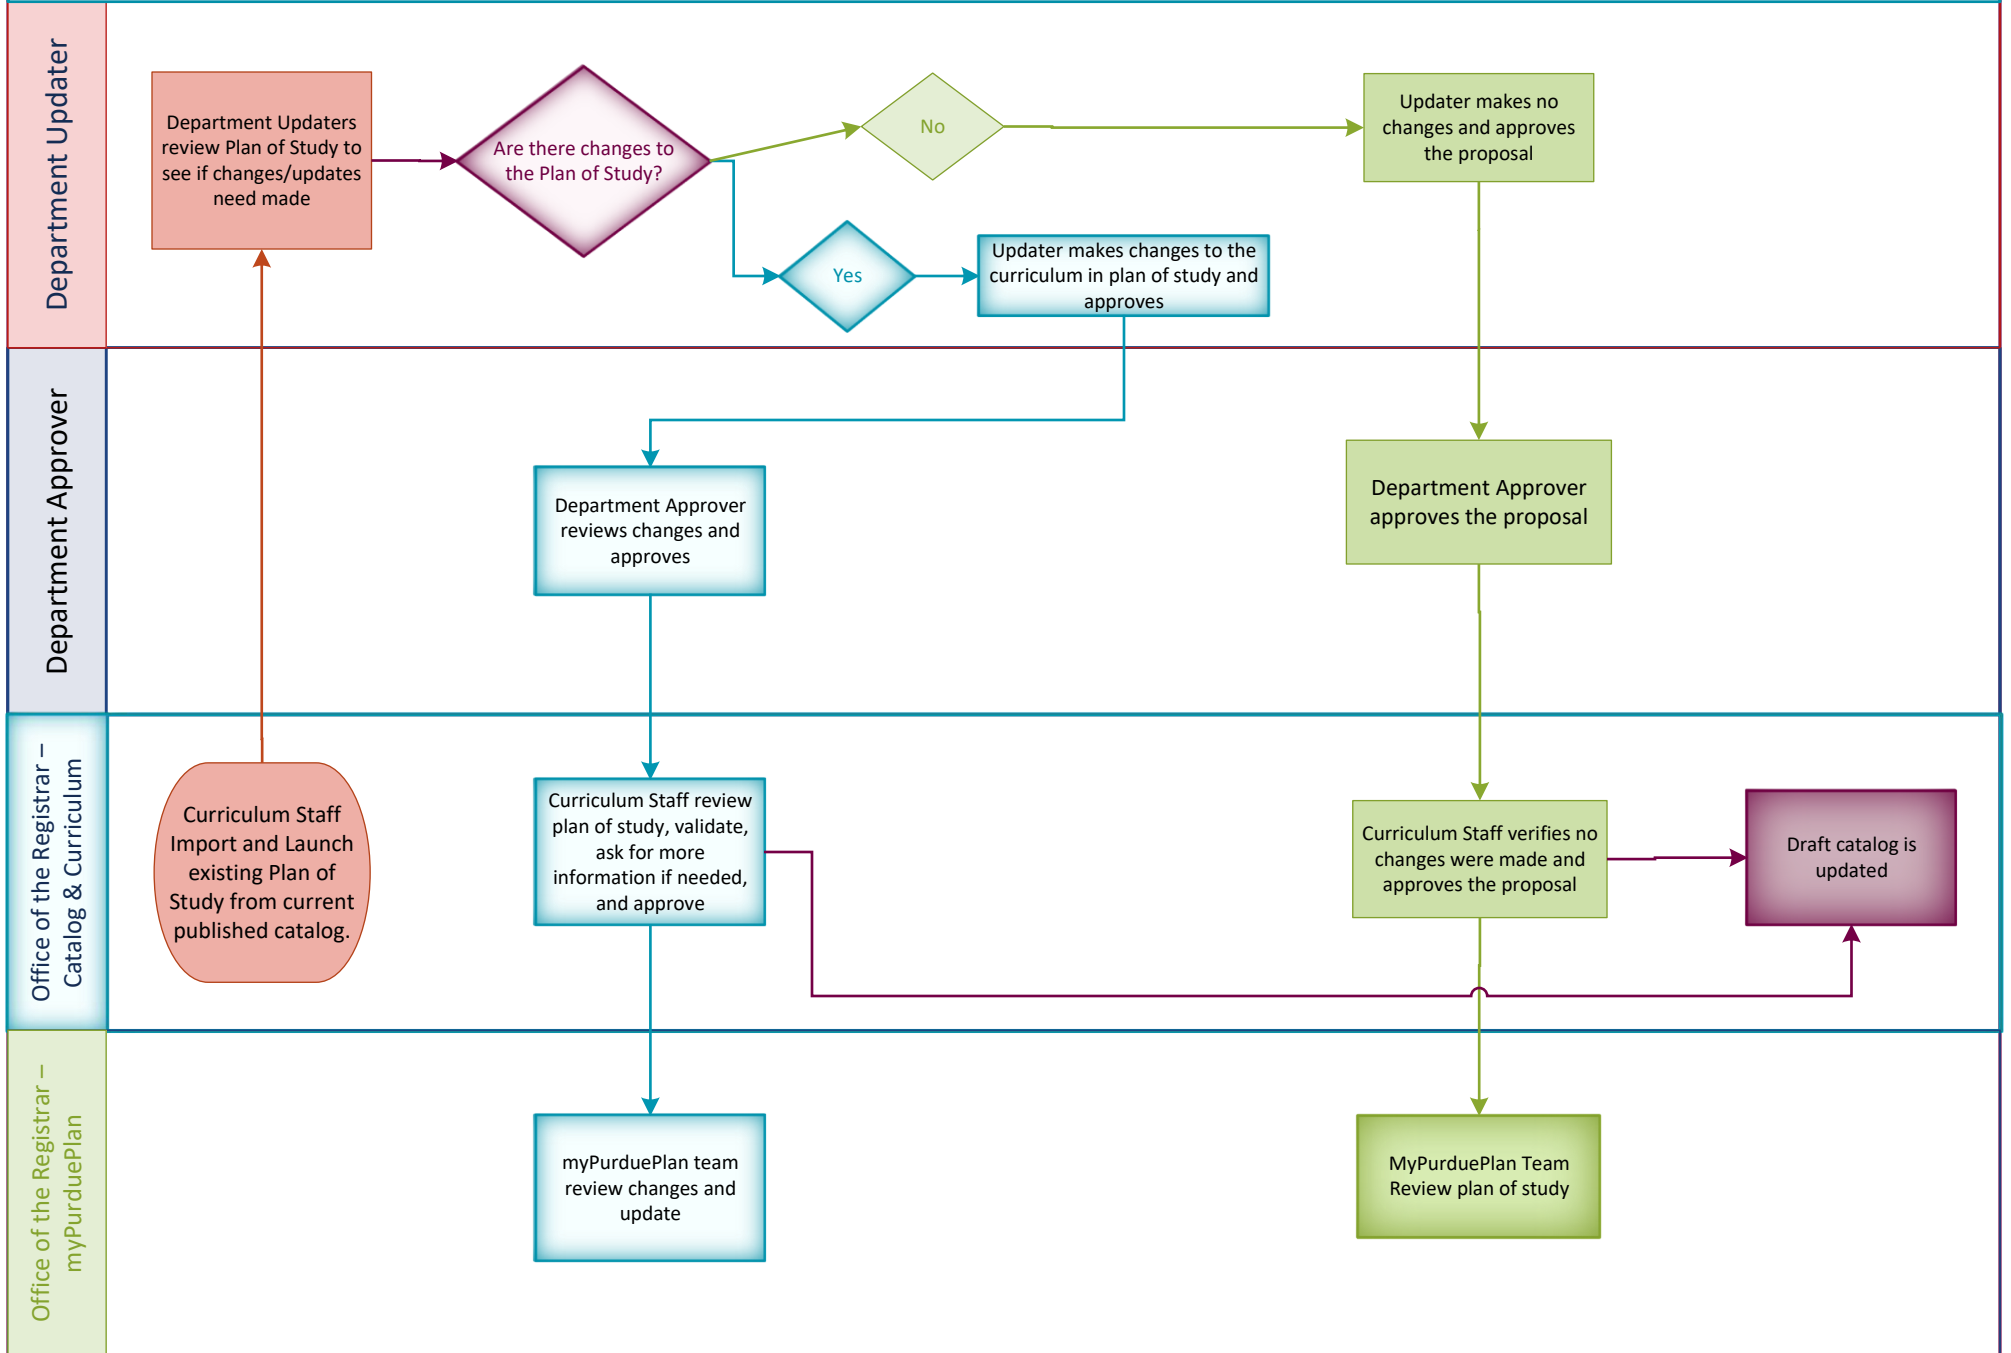 Department Updater
Department Updaters
review Plan of Study to
see if changes/updates
need made
Are there changes to
the Plan of Study?
No
Updater makes no
changes and approves
the proposal
Yes
Updater makes changes to the
curriculum in plan of study and
approves
Department Approver
Department Approver
reviews changes and
approves
Department Approver
approves the proposal
Office of the Registrar –
Catalog & Curriculum
Curriculum Staff
Import and Launch
existing Plan of
Study from current
published catalog.
Curriculum Staff review
plan of study, validate,
ask for more
information if needed,
and approve
Curriculum Staff verifies no
changes were made and
approves the proposal
Draft catalog is
updated
Office of the Registrar –
myPurduePlan
myPurduePlan team
review changes and
update
MyPurduePlan Team
Review plan of study